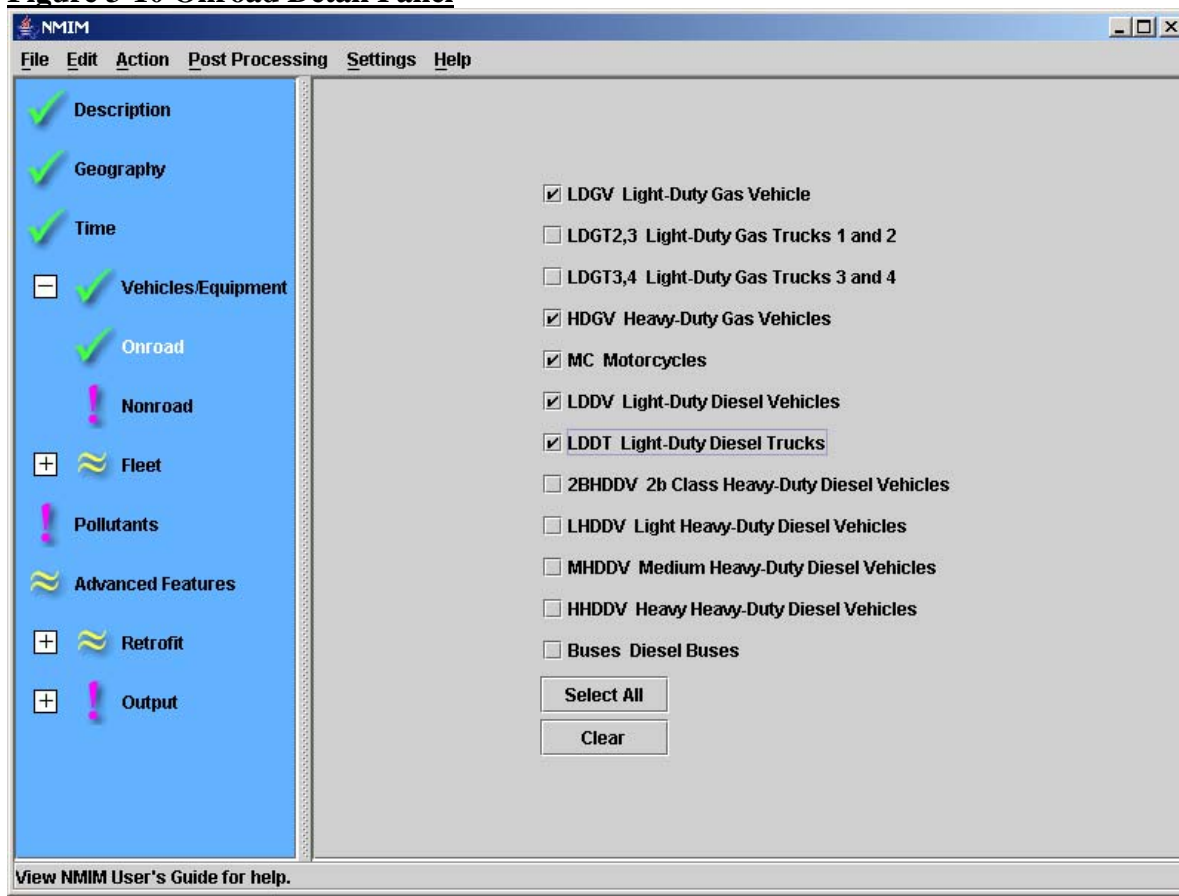 Figure 3-10 Onroad Detail Panel
NMIM
File Edit Action Post Processing Settings Help
Description
Geography
Time
Vehicles/Equipment
Onroad
Nonroad
Fleet
Pollutants
Advanced Features
Retrofit
Output
LDGV Light-Duty Gas Vehicle
LDGT2,3 Light-Duty Gas Trucks 1 and 2
LDGT3,4 Light-Duty Gas Trucks 3 and 4
HDGV Heavy-Duty Gas Vehicles
MC Motorcycles
LDDV Light-Duty Diesel Vehicles
LDDT Light-Duty Diesel Trucks
2BHDDV 2b Class Heavy-Duty Diesel Vehicles
LHDDV Light Heavy-Duty Diesel Vehicles
MHDDV Medium Heavy-Duty Diesel Vehicles
HHDDV Heavy Heavy-Duty Diesel Vehicles
Buses Diesel Buses
Select All
Clear
View NMIM User's Guide for help.